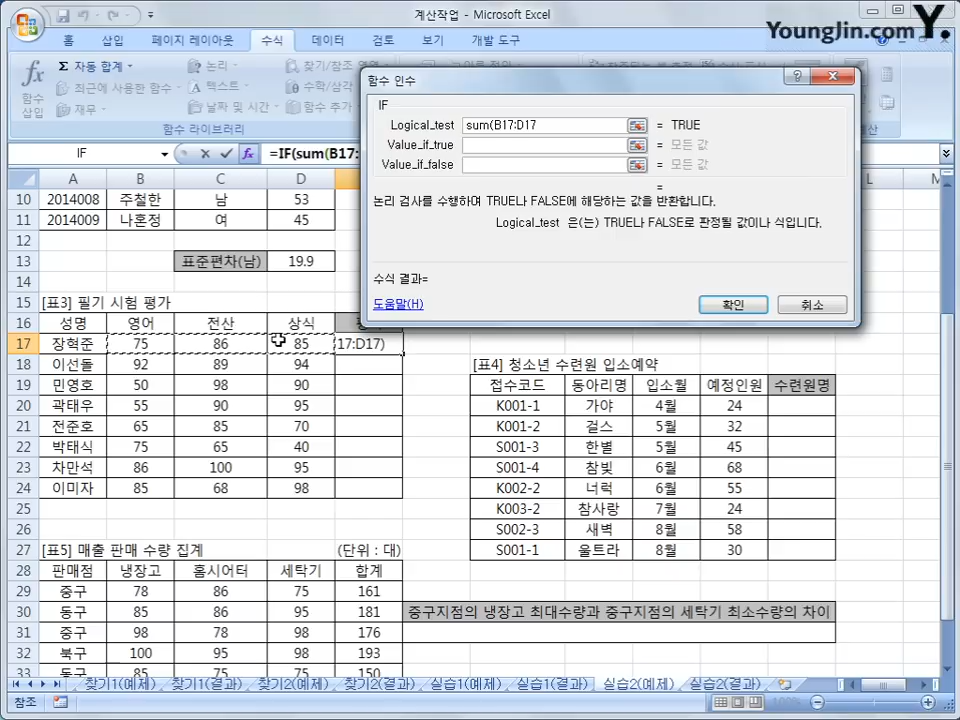 계산작업 - Microsoft Excel
YoungJin.com Y.
홈 삽입 페이지 레이아웃 수식 데이터 검토 보기 개발 도구
Σ 자동 합계
최근에 사용한 함수
재무
논리
텍스트
날짜 및 시간
찾기/참조 영역
수학/삼각
함수 추가
함수 삽입
함수 라이브러리
IF
fx
=IF(sum(B17:
함수 인수
IF
Logical_test sum(B17:D17 = TRUE
Value_if_true = 모든 값
Value_if_false = 모든 값
=
논리 검사를 수행하여 TRUE나 FALSE에 해당하는 값을 반환합니다.
Logical_test 은(는) TRUE나 FALSE로 판정될 값이나 식입니다.
수식 결과=
도움말(H) 확인 취소
A B C D L M
10 2014008 주철한 남 53
11 2014009 나혼정 여 45
12
13 표준편차(남) 19.9
14
15 [표3] 필기 시험 평가
16 성명 영어 전산 상식
17 장혁준 75 86 85 17:D17)
18 이선돌 92 89 94 [표4] 청소년 수련원 입소예약
19 민영호 50 98 90 접수코드 동아리명 입소월 예정인원 수련원명
20 곽태우 55 90 95 K001-1 가야 4월 24
21 전준호 65 85 70 K001-2 걸스 5월 32
22 박태식 75 65 40 S001-3 한별 5월 45
23 차만석 86 100 95 S001-4 참빛 6월 68
24 이미자 85 68 98 K002-2 너럭 6월 55
25 K003-2 참사랑 7월 24
26 S002-3 새벽 8월 58
27 [표5] 매출 판매 수량 집계 (단위 : 대) S001-1 울트라 8월 30
28 판매점 냉장고 홈시어터 세탁기 합계
29 중구 78 86 75 161
30 동구 85 86 95 181 중구지점의 냉장고 최대수량과 중구지점의 세탁기 최소수량의 차이
31 중구 98 78 98 176
32 북구 100 95 98 193
33 동구 85 75 75 150
찾기1(예제) 찾기1(결과) 찾기2(예제) 찾기2(결과) 실습1(예제) 실습1(결과) 실습2(예제) 실습2(결과)
참조 100%